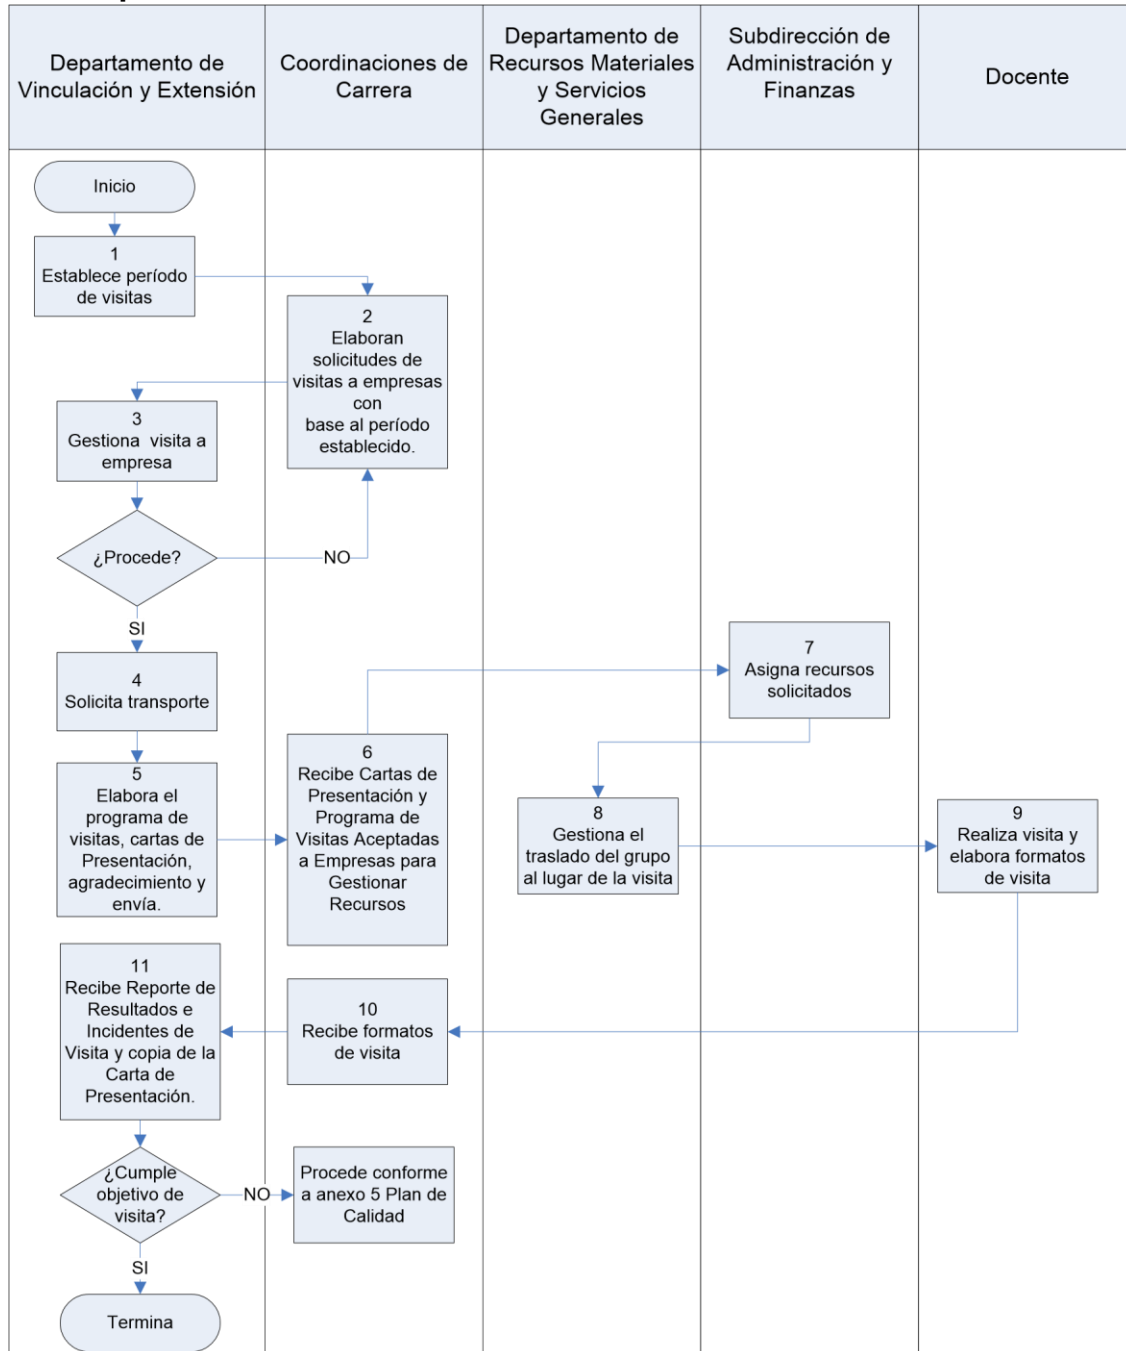 Departamento de
Vinculación y Extensión
Coordinaciones de
Carrera
Departamento de
Recursos Materiales
y Servicios
Generales
Subdirección de
Administración y
Finanzas
Docente
Inicio
1
Establece período
de visitas
2
Elaboran
solicitudes de
visitas a empresas
con
base al período
establecido.
3
Gestiona visita a
empresa
¿Procede?
NO
SI
4
Solicita transporte
5
Elabora el
programa de
visitas, cartas de
Presentación,
agradecimiento y
envía.
6
Recibe Cartas de
Presentación y
Programa de
Visitas Aceptadas
a Empresas para
Gestionar
Recursos
7
Asigna recursos
solicitados
8
Gestiona el
traslado del grupo
al lugar de la visita
9
Realiza visita y
elabora formatos
de visita
10
Recibe formatos
de visita
11
Recibe Reporte de
Resultados e
Incidentes de
Visita y copia de la
Carta de
Presentación.
¿Cumple
objetivo de
visita?
NO
Procede conforme
a anexo 5 Plan de
Calidad
SI
Termina